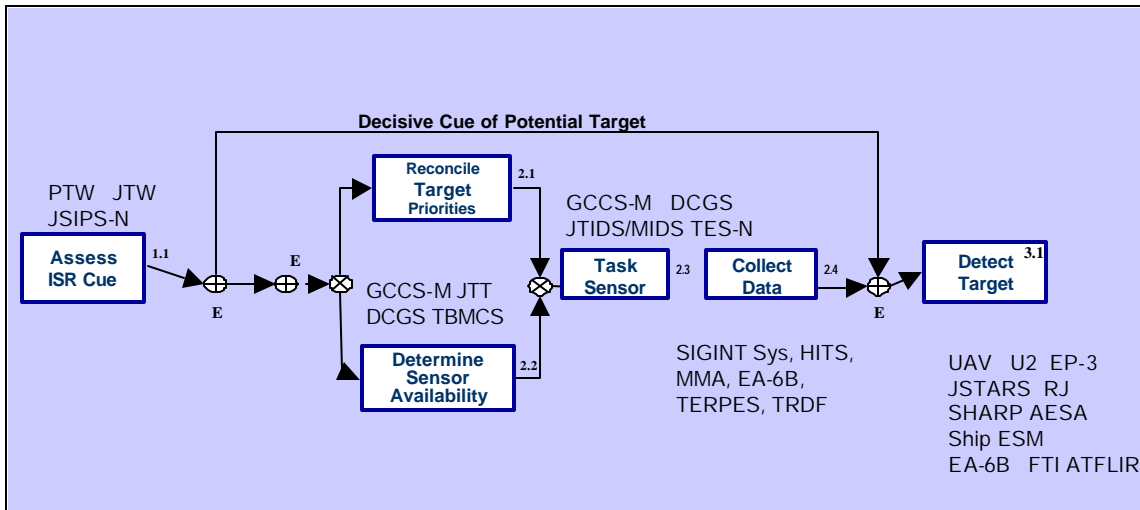 Decisive Cue of Potential Target
PTW JTW
JSIPS-N
Assess
ISR Cue
1.1
E
E
Reconcile
Target
Priorities
2.1
GCCS-M JTT
DCGS TBMCS
Determine
Sensor
Availability
2.2
GCCS-M DCGS
JTIDS/MIDS TES-N
Task
Sensor
2.3
Collect
Data
2.4
E
Detect
Target
3.1
SIGINT Sys, HITS,
MMA, EA-6B,
TERPES, TRDF
UAV U2 EP-3
JSTARS RJ
SHARP AESA
Ship ESM
EA-6B FTI ATFLIR